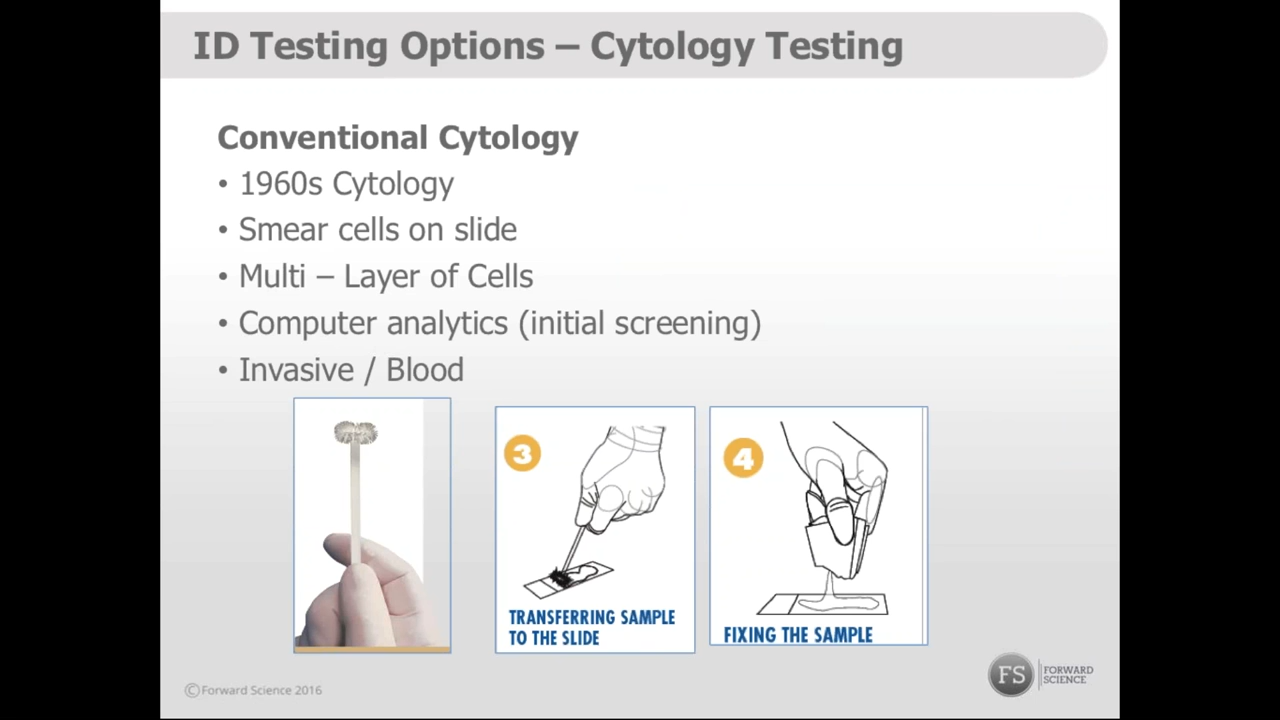 ID Testing Options – Cytology Testing
Conventional Cytology
• 1960s Cytology
• Smear cells on slide
• Multi – Layer of Cells
• Computer analytics (initial screening)
• Invasive / Blood
3
TRANSFERRING SAMPLE
TO THE SLIDE
4
FIXING THE SAMPLE
©Forward Science 2016
FS
FORWARD
SCIENCE